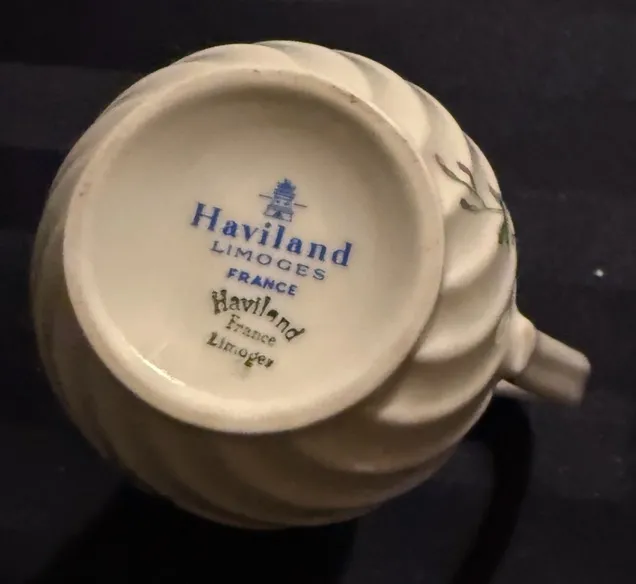 Haviland
LIMOGES
FRANCE
Haviland
France
Limoges